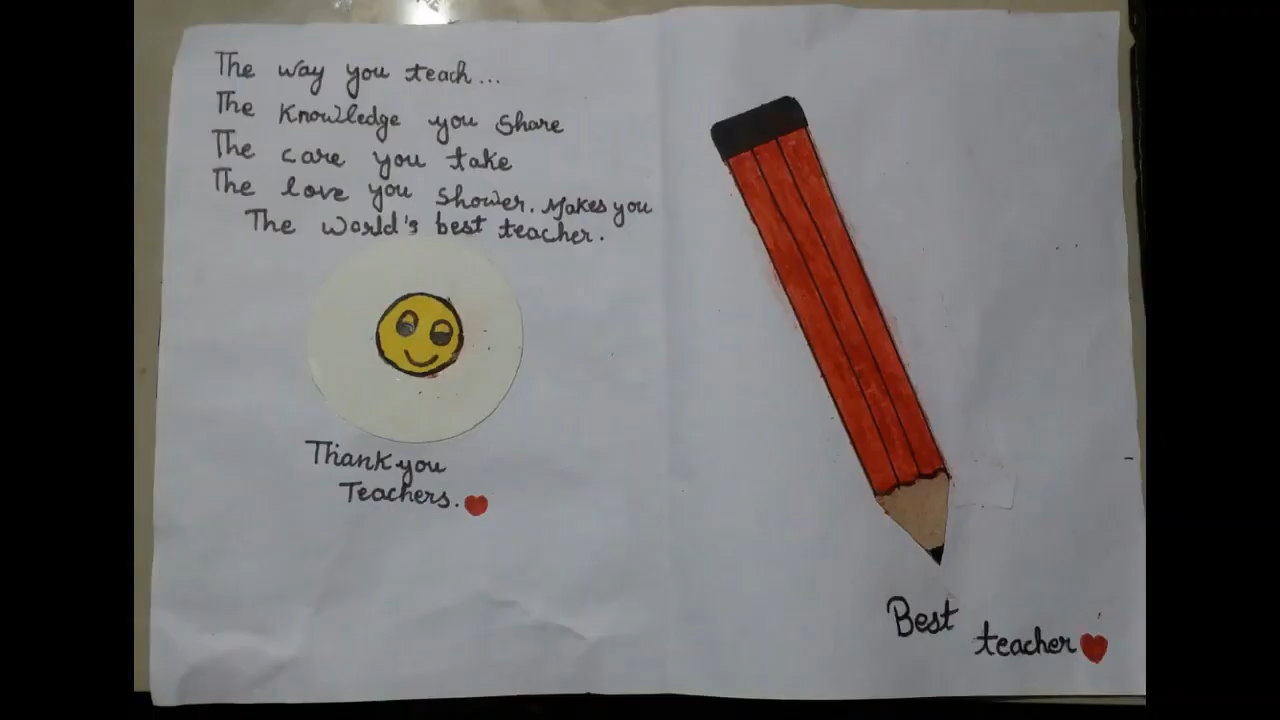 The way you teach...
The Knowledge you Share
The care you take
The love you shower. Makes you
The world's best teacher.
Thank you
Teachers.
Best
teacher